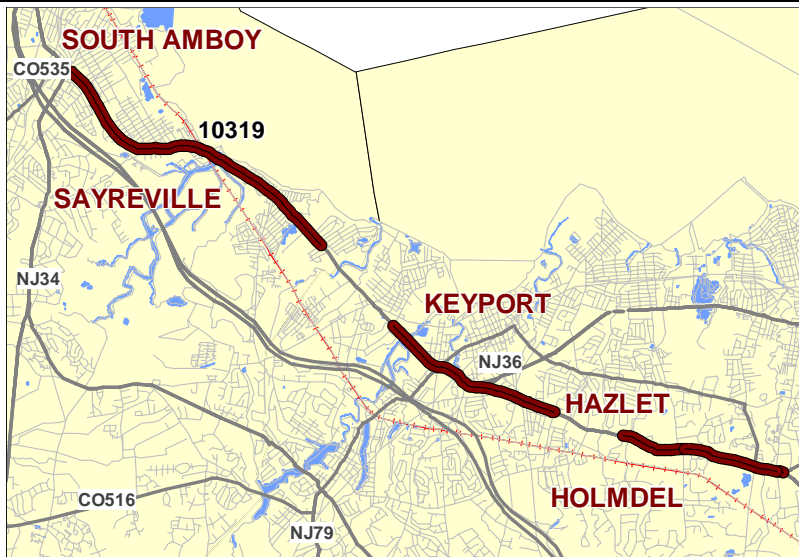 SOUTH AMBOY
CO535
10319
SAYREVILLE
NJ34
KEYPORT
NJ36
HAZLET
HOLMDEL
CO516
NJ79